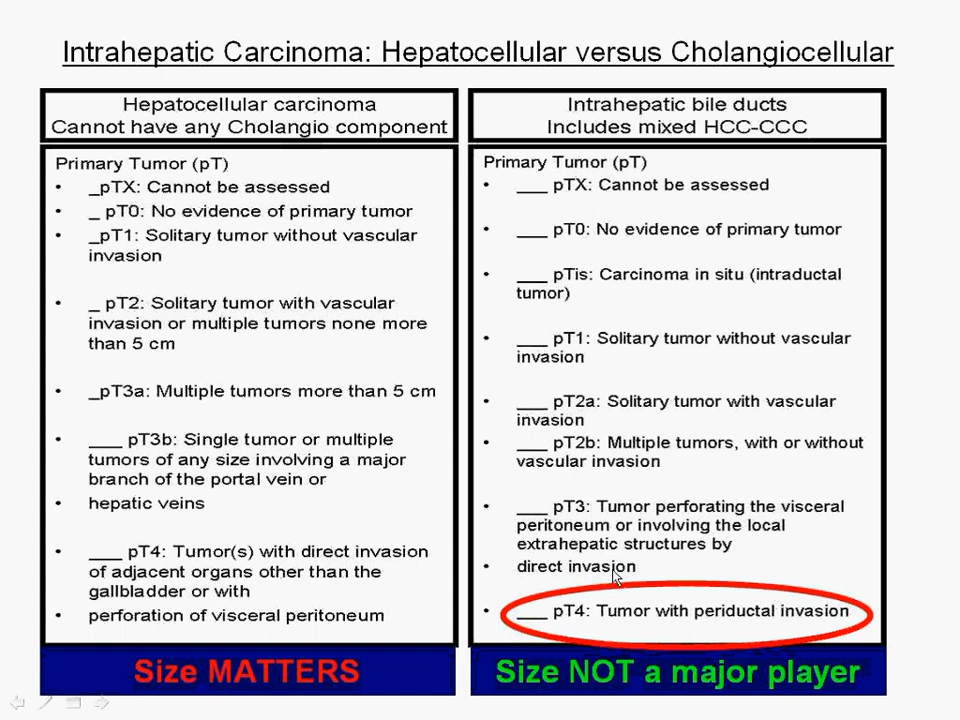 Intrahepatic Carcinoma: Hepatocellular versus Cholangiocellular
Hepatocellular carcinoma
Cannot have any Cholangio component
Primary Tumor (pT)
• _pTX: Cannot be assessed
• _ pT0: No evidence of primary tumor
• _pT1: Solitary tumor without vascular
invasion
• _ pT2: Solitary tumor with vascular
invasion or multiple tumors none more
than 5 cm
• _pT3a: Multiple tumors more than 5 cm
• ___ pT3b: Single tumor or multiple
tumors of any size involving a major
branch of the portal vein or
• hepatic veins
• ___ pT4: Tumor(s) with direct invasion
of adjacent organs other than the
gallbladder or with
• perforation of visceral peritoneum
Size MATTERS
Intrahepatic bile ducts
Includes mixed HCC-CCC
Primary Tumor (pT)
• ___ pTX: Cannot be assessed
• ___ pT0: No evidence of primary tumor
• ___ pTis: Carcinoma in situ (intraductal
tumor)
• ___ pT1: Solitary tumor without vascular
invasion
• ___ pT2a: Solitary tumor with vascular
invasion
• ___ pT2b: Multiple tumors, with or without
vascular invasion
• ___ pT3: Tumor perforating the visceral
peritoneum or involving the local
extrahepatic structures by
• direct invasion
• ___ pT4: Tumor with periductal invasion
Size NOT a major player